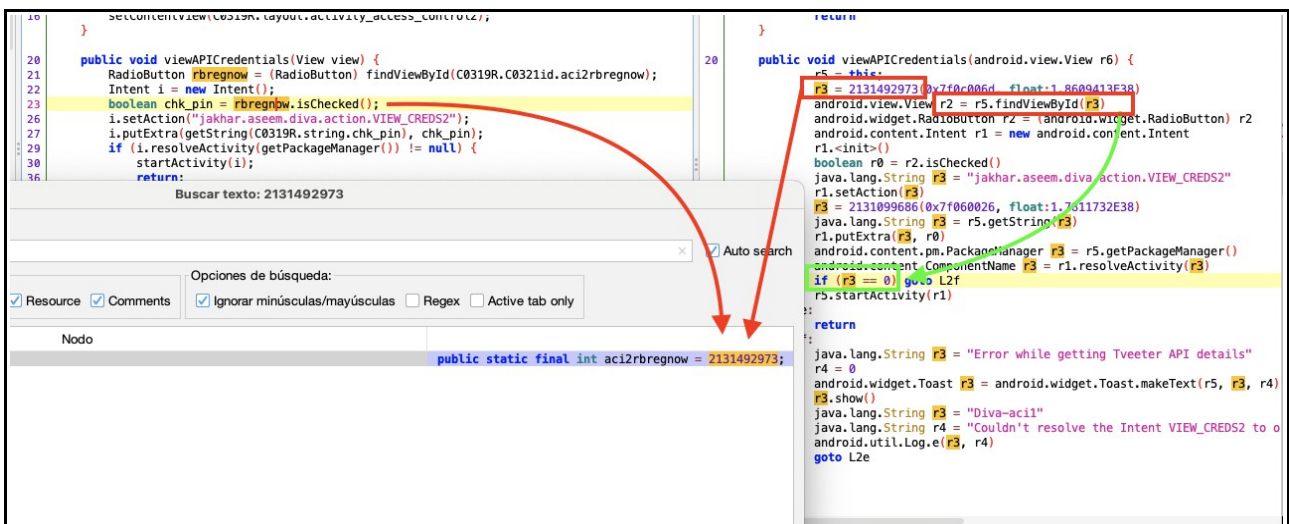 16
setContentView(C0319R.layout.activity_access_control2);
}
20 public void viewAPICredentials(View view) {
21 RadioButton rbregnow = (RadioButton) findViewById(C0319R.C0321id.aci2rbregnow);
22 Intent i = new Intent();
23 boolean chk_pin = rbregnow.isChecked();
26 i.setAction("jakhar.aseem.diva.action.VIEW_CREDS2");
27 i.putExtra(getString(C0319R.string.chk_pin), chk_pin);
29 if (i.resolveActivity(getPackageManager()) != null) {
30 startActivity(i);
36 return;
Buscar texto: 2131492973
Auto search
Opciones de búsqueda:
Resource Comments Ignorar minúsculas/mayúsculas Regex Active tab only
Nodo
public static final int aci2rbregnow = 2131492973;
return
}
20 public void viewAPICredentials(android.view.View r6) {
r5 = this;
r3 = 2131492973(0x7f0c006d, float:1.8609413E38)
android.view.View r2 = r5.findViewById(r3)
android.widget.RadioButton r2 = (android.widget.RadioButton) r2
android.content.Intent r1 = new android.content.Intent
r1.<init>()
boolean r0 = r2.isChecked()
java.lang.String r3 = "jakhar.aseem.diva.action.VIEW_CREDS2"
r1.setAction(r3)
r3 = 2131099686(0x7f060026, float:1.7811732E38)
java.lang.String r3 = r5.getString(r3)
r1.putExtra(r3, r0)
android.content.pm.PackageManager r3 = r5.getPackageManager()
android.content.ComponentName r3 = r1.resolveActivity(r3)
if (r3 == 0) goto L2f
r5.startActivity(r1)
return
java.lang.String r3 = "Error while getting Tveeter API details"
r4 = 0
android.widget.Toast r3 = android.widget.Toast.makeText(r5, r3, r4)
r3.show()
java.lang.String r3 = "Diva-aci1"
java.lang.String r4 = "Couldn't resolve the Intent VIEW_CREDS2 to o
android.util.Log.e(r3, r4)
goto L2e